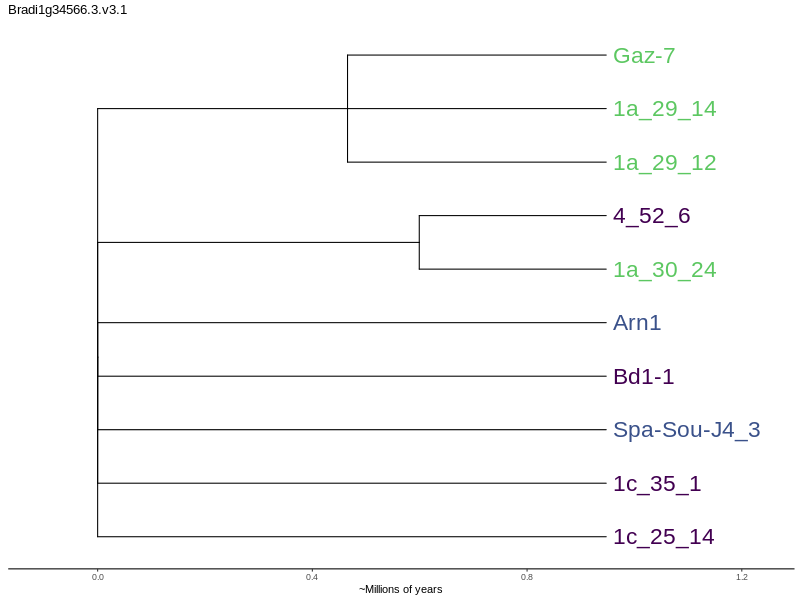 Bradi1g34566.3.v3.1
Gaz-7
1a_29_14
1a_29_12
4_52_6
1a_30_24
Arn1
Bd1-1
Spa-Sou-J4_3
1c_35_1
1c_25_14
0.0 0.4 0.8 1.2
~Millions of years